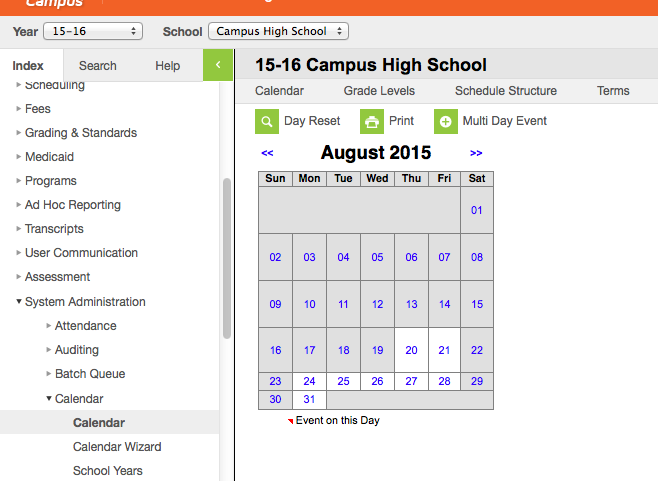 Campus
Year 15-16 School Campus High School
Index Search Help <
15-16 Campus High School
Calendar Grade Levels Schedule Structure Terms
Day Reset Print Multi Day Event
Scheduling
Fees
Grading & Standards
Medicaid
Programs
Ad Hoc Reporting
Transcripts
User Communication
Assessment
System Administration
Attendance
Auditing
Batch Queue
Calendar
Calendar
Calendar Wizard
School Years
<< August 2015 >>
Sun Mon Tue Wed Thu Fri Sat
01
02 03 04 05 06 07 08
09 10 11 12 13 14 15
16 17 18 19 20 21 22
23 24 25 26 27 28 29
30 31
Event on this Day